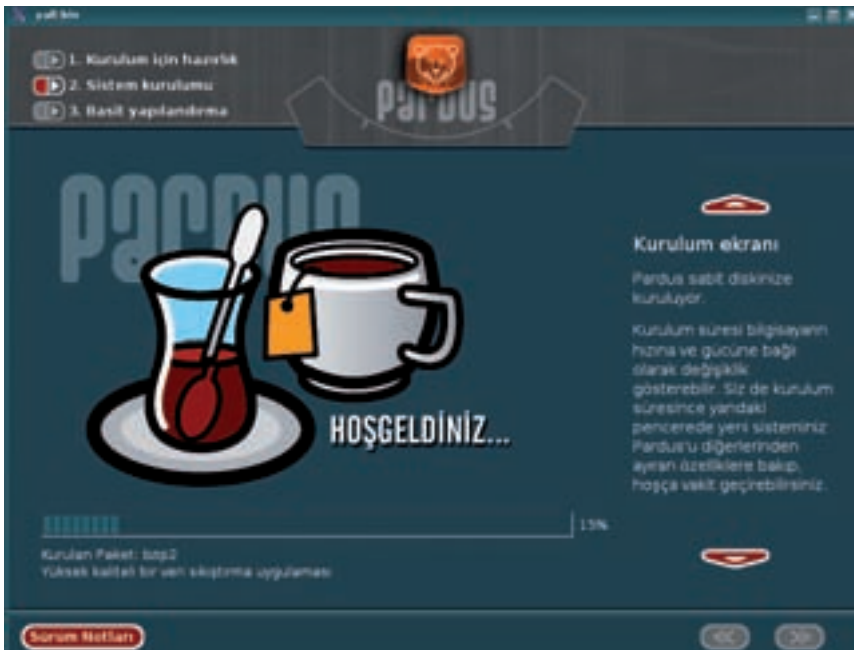 yali.bin
1. Kurulum için hazırlık
2. Sistem kurulumu
3. Basit yapılandırma
PARDUS
PARDUS
HOŞGELDİNİZ...
Kurulum ekranı
Pardus sabit diskinize
kuruluyor.
Kurulum süresi bilgisayarın
hızına ve gücüne bağlı
olarak değişiklik
gösterebilir. Siz de kurulum
süresince yandaki
pencerede yeni sisteminiz
Pardus'u diğerlerinden
ayıran özelliklere bakıp,
hoşça vakit geçirebilirsiniz.
15%
Kurulan Paket: bzip2
Yüksek kaliteli bir veri sıkıştırma uygulaması
Sürüm Notları